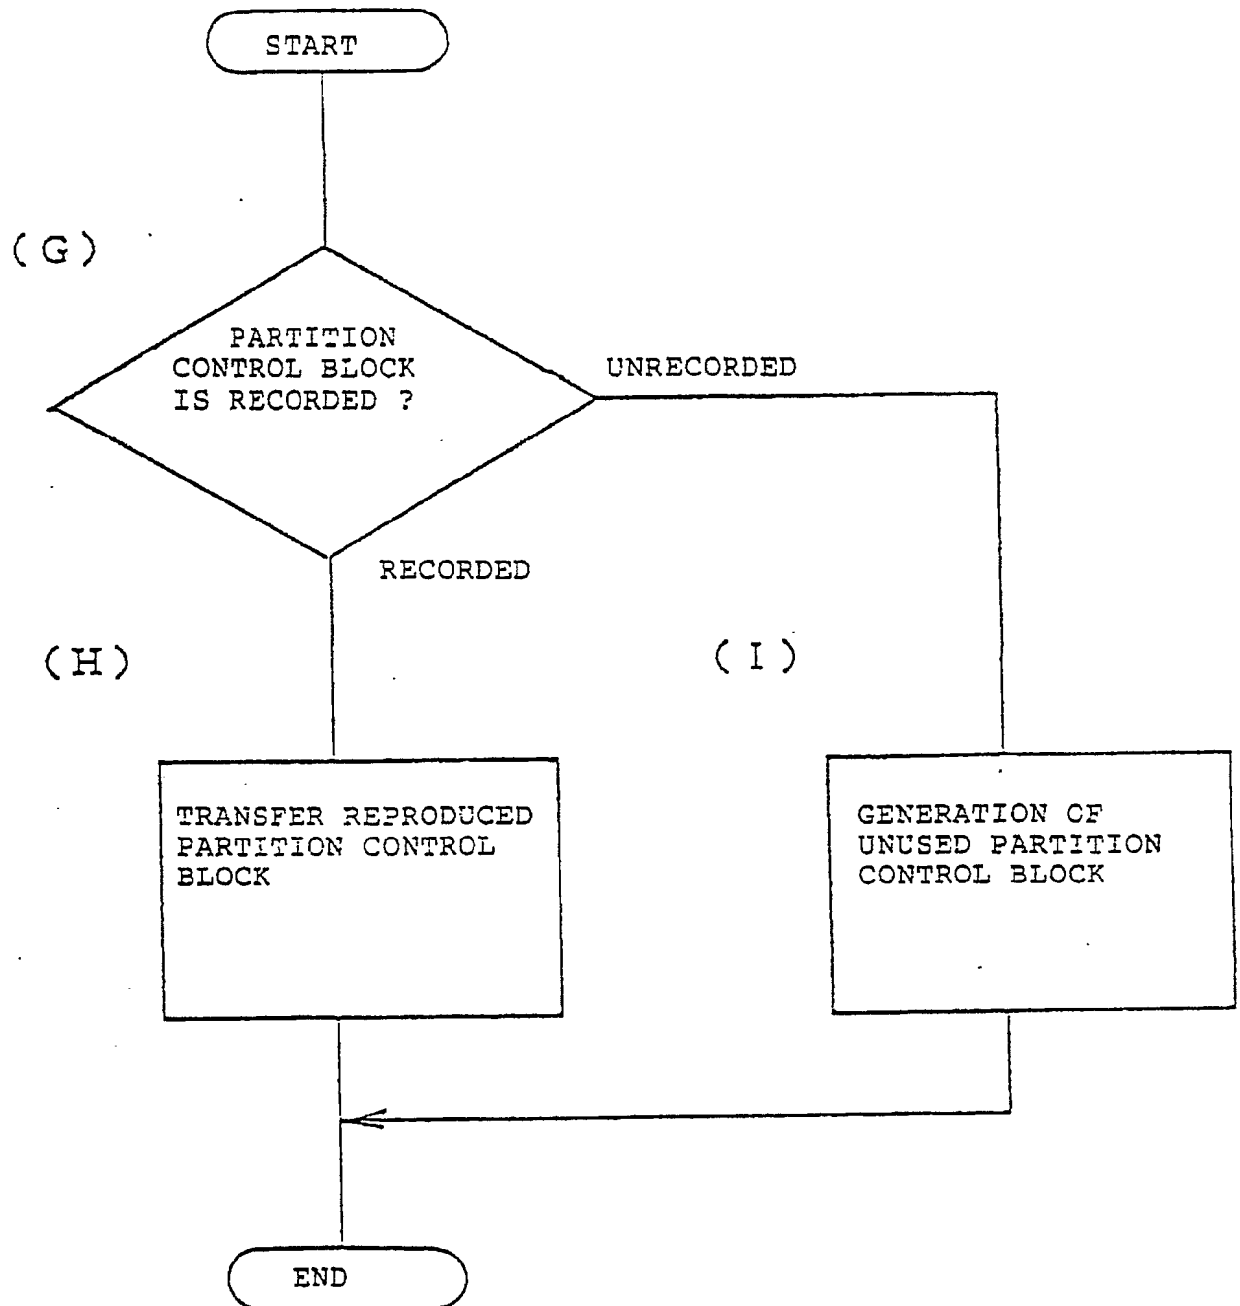 START
(G)
PARTITION
CONTROL BLOCK
IS RECORDED ?
UNRECORDED
RECORDED
(H)
(I)
TRANSFER REPRODUCED
PARTITION CONTROL
BLOCK
GENERATION OF
UNUSED PARTITION
CONTROL BLOCK
END